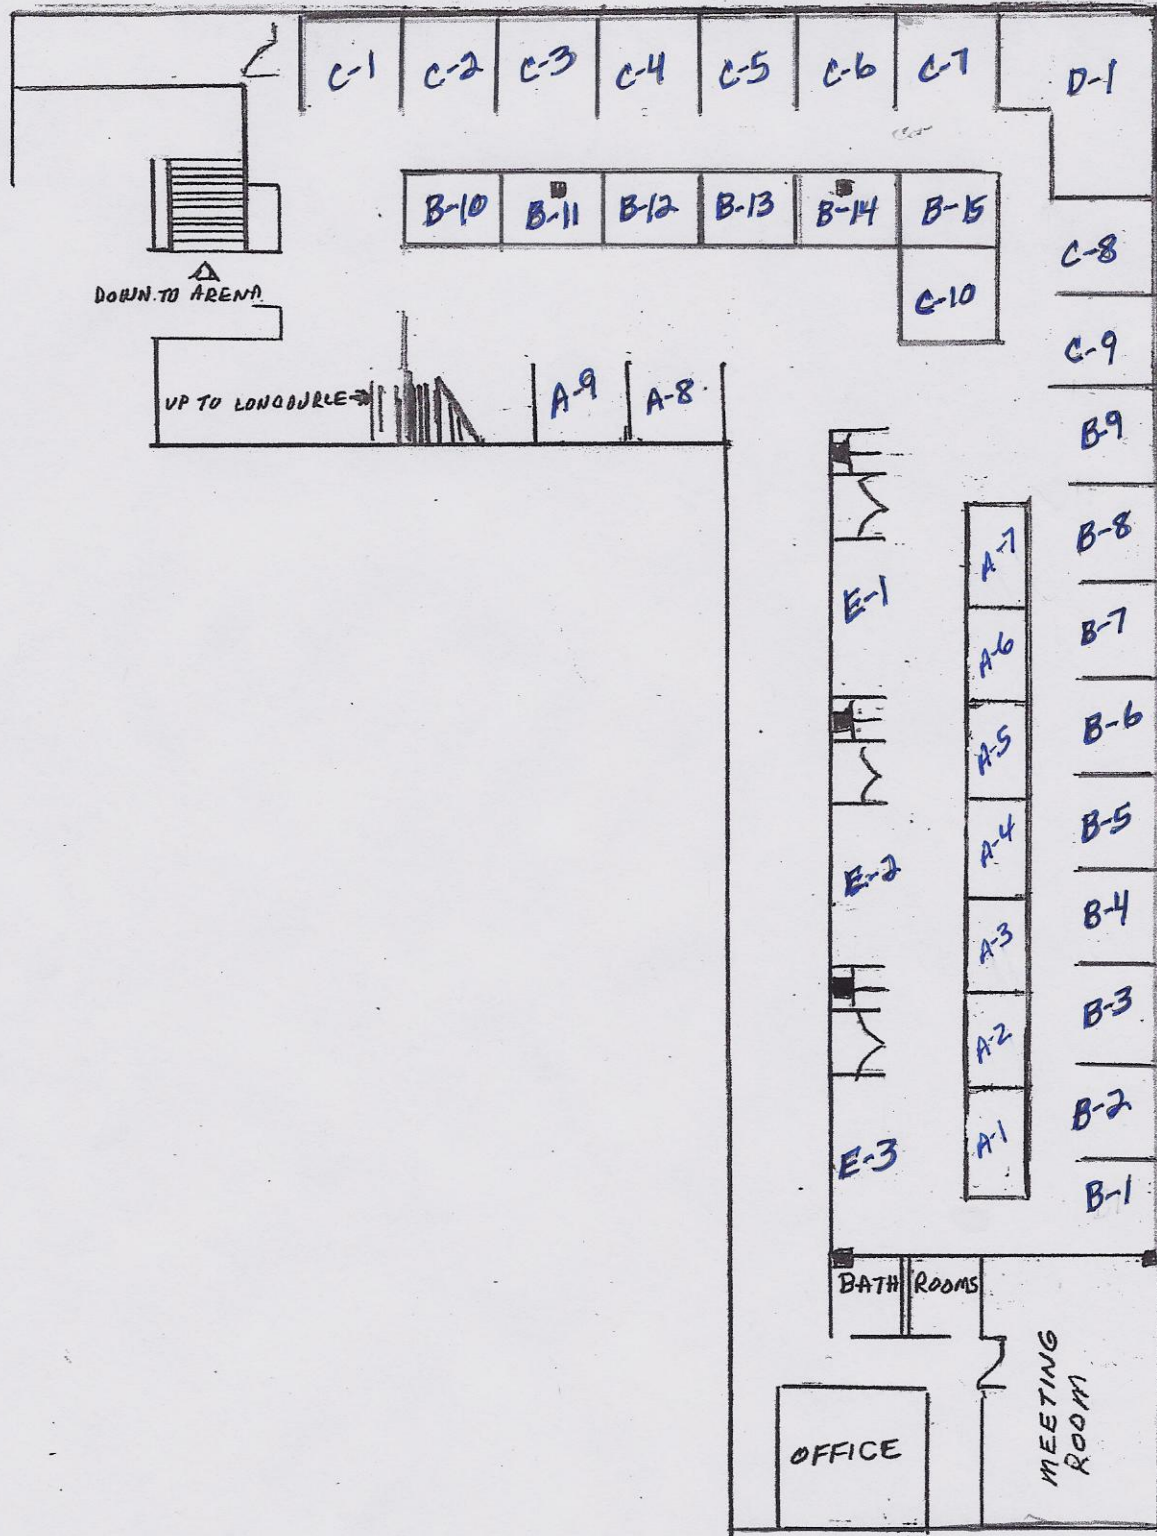 C-1
C-2
C-3
C-4
C-5
C-6
C-7
D-1
B-10
B-11
B-12
B-13
B-14
B-15
C-8
DOWN TO ARENA
C-10
C-9
UP TO
A-9
A-8
B-9
B-8
A-7
E-1
B-7
A-6
B-6
A-5
B-5
A-4
E-2
B-4
A-3
B-3
A-2
B-2
A-1
E-3
B-1
BATH ROOMS
MEETING
ROOM
OFFICE